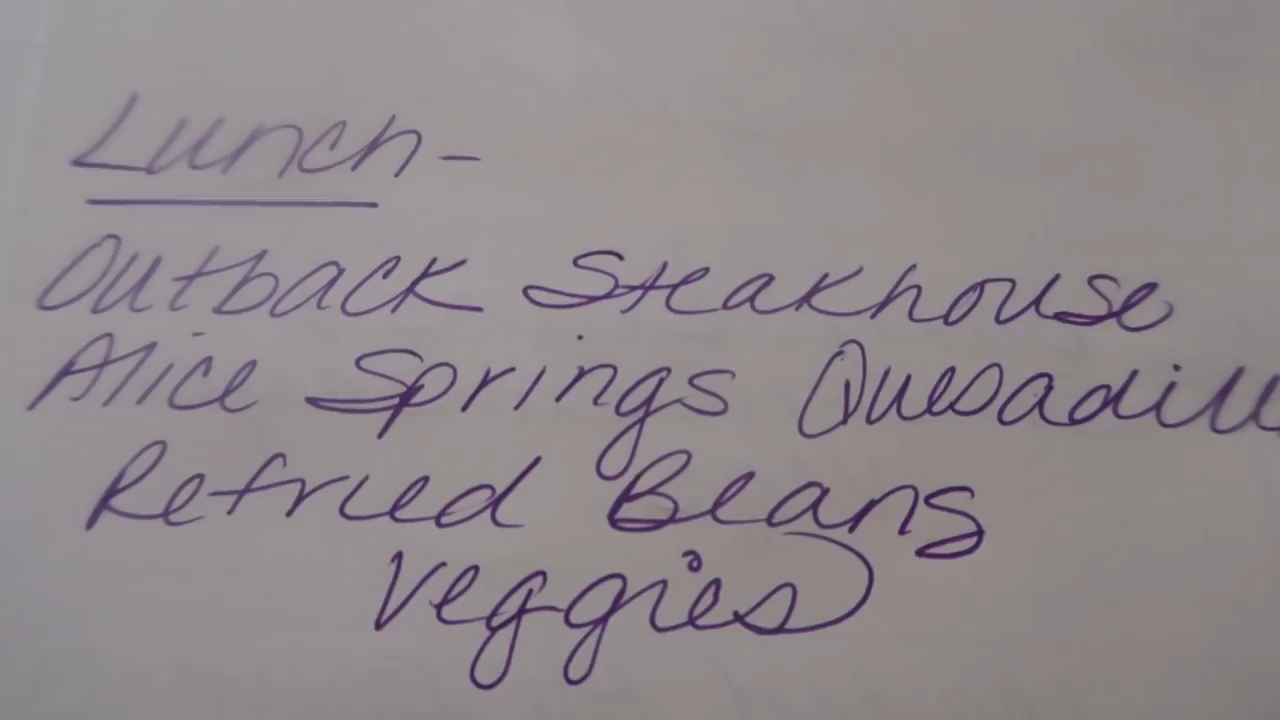 Lunch-
Outback Steakhouse
Alice Springs Quesadill
Refried Beans
Veggies